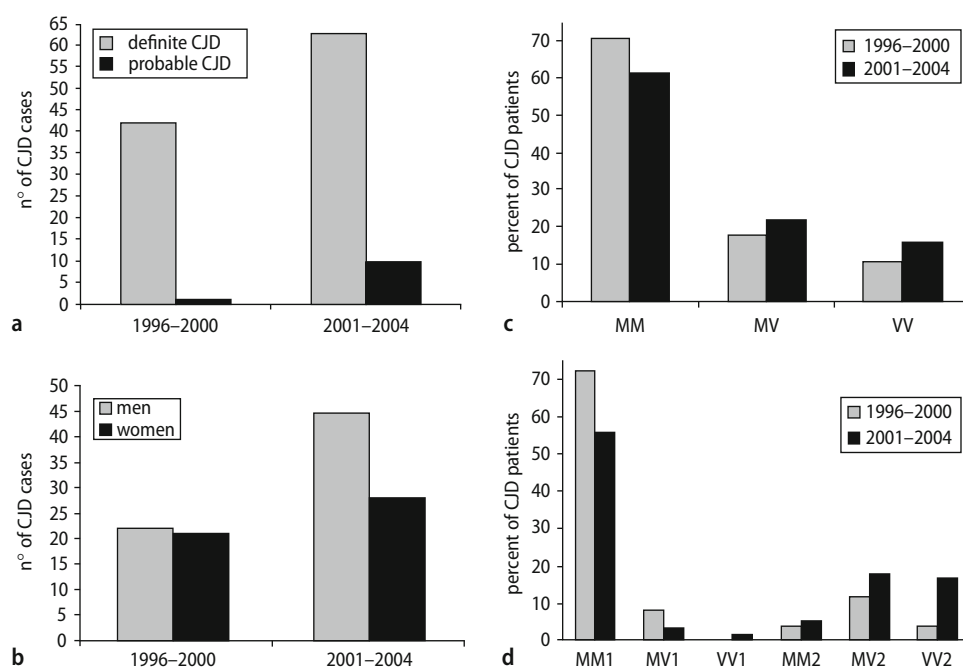 65
60
55
50
45
40
35
30
25
20
15
10
5
0
n° of CJD cases
definite CJD
probable CJD
1996–2000
2001–2004
a
70
60
50
40
30
20
10
0
percent of CJD patients
1996–2000
2001–2004
MM
MV
VV
c
50
45
40
35
30
25
20
15
10
5
0
n° of CJD cases
men
women
1996–2000
2001–2004
b
70
60
50
40
30
20
10
0
percent of CJD patients
1996–2000
2001–2004
MM1
MV1
VV1
MM2
MV2
VV2
d